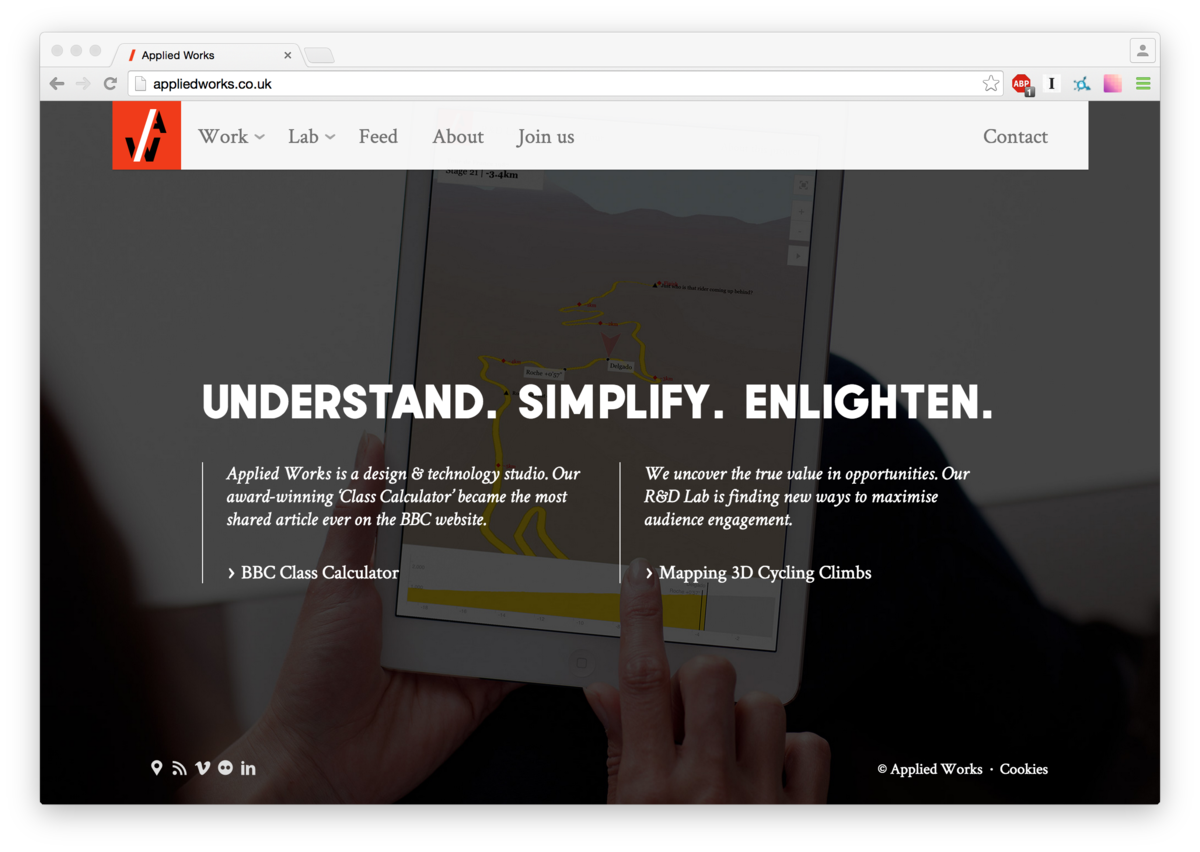 Applied Works
appliedworks.co.uk
ABP
1
I
AW
Work
Lab
Feed
About
Join us
Contact
Stage 21 | -3.4km
Delgado
UNDERSTAND. SIMPLIFY. ENLIGHTEN.
Applied Works is a design & technology studio. Our
award-winning ‘Class Calculator’ became the most
shared article ever on the BBC website.
› BBC Class Calculator
We uncover the true value in opportunities. Our
R&D Lab is finding new ways to maximise
audience engagement.
› Mapping 3D Cycling Climbs
in
© Applied Works · Cookies